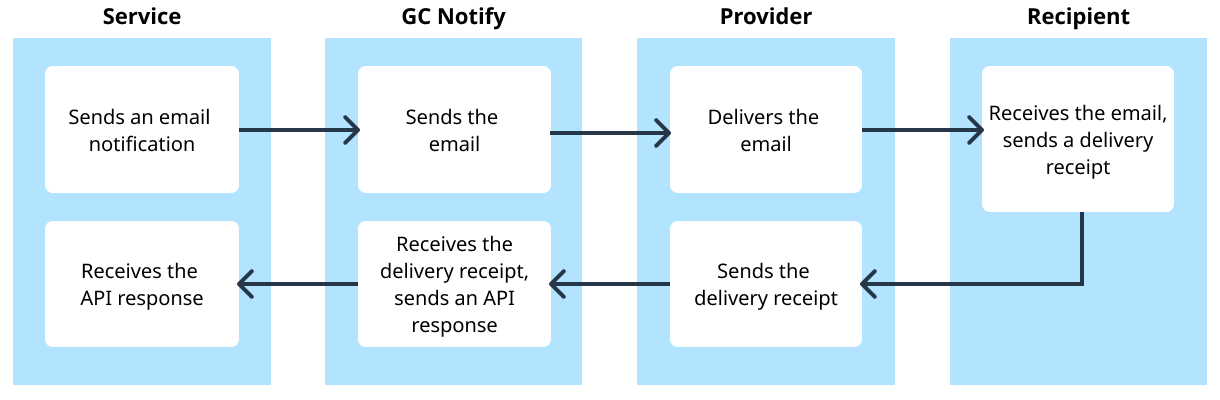 Service
GC Notify
Provider
Recipient
Sends an email
notification
Sends the
email
Delivers the
email
Receives the email,
sends a delivery
receipt
Receives the
API response
Receives the
delivery receipt,
sends an API
response
Sends the
delivery receipt